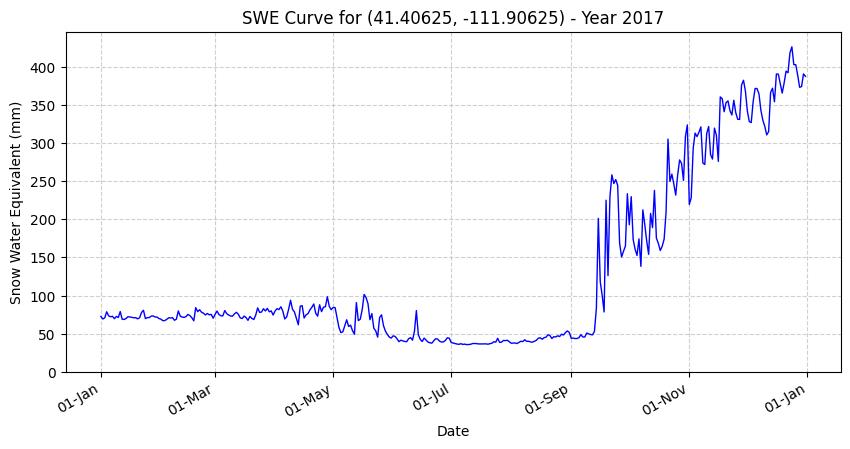 SWE Curve for (41.40625, -111.90625) - Year 2017
Snow Water Equivalent (mm)
400
350
300
250
200
150
100
50
0
01-Jan
01-Mar
01-May
01-Jul
01-Sep
01-Nov
01-Jan
Date